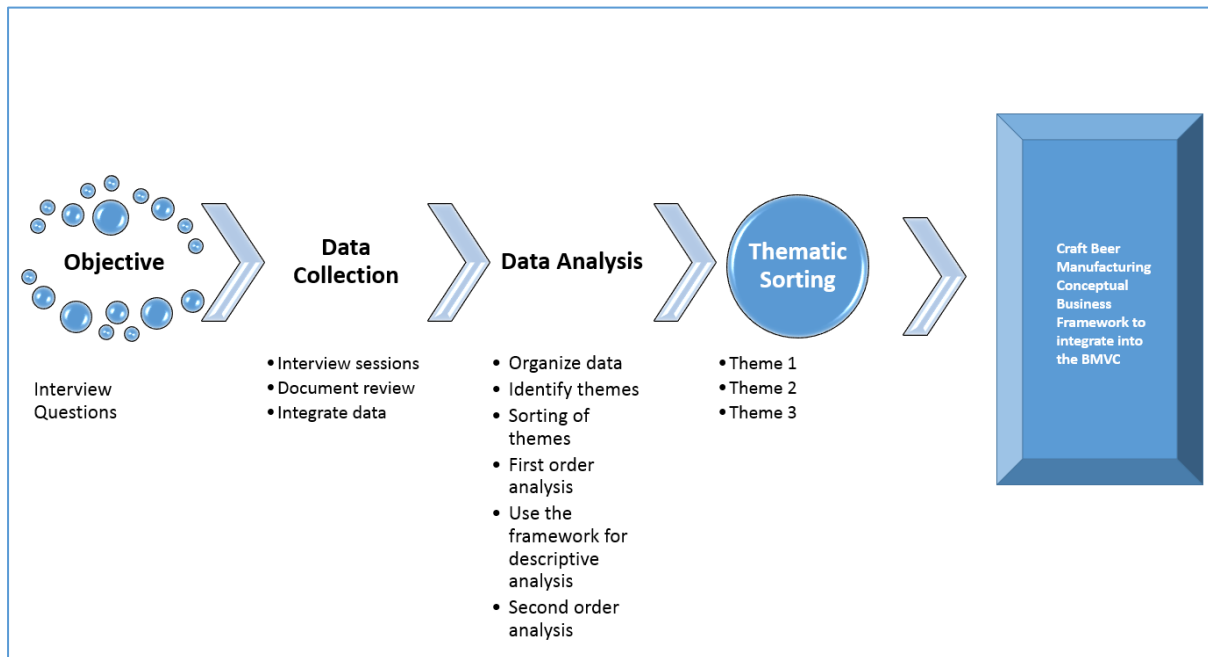 Objective
Interview
Questions
Data
Collection
• Interview sessions
• Document review
• Integrate data
Data Analysis
• Organize data
• Identify themes
• Sorting of
themes
• First order
analysis
• Use the
framework for
descriptive
analysis
• Second order
analysis
Thematic
Sorting
• Theme 1
• Theme 2
• Theme 3
Craft Beer
Manufacturing
Conceptual
Business
Framework to
integrate into
the BMVC